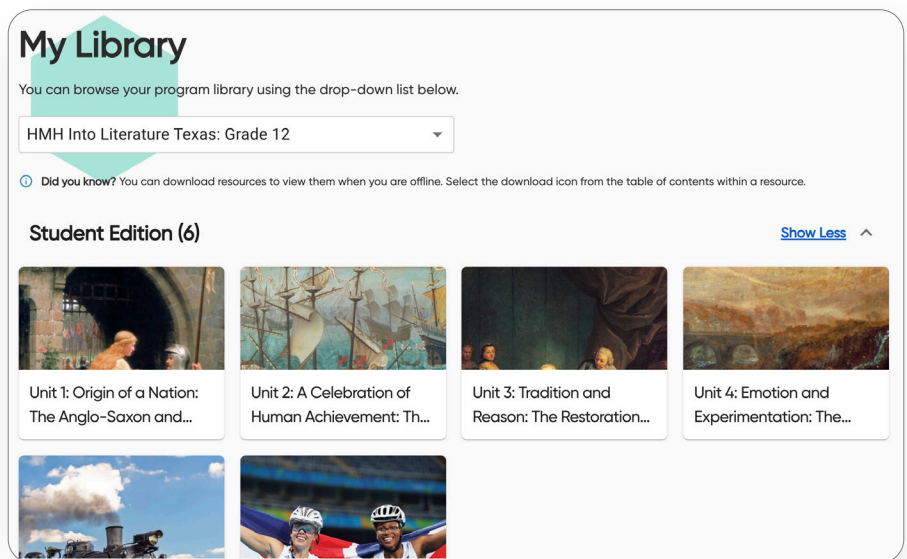 My Library
You can browse your program library using the drop-down list below.
HMH Into Literature Texas: Grade 12
Did you know? You can download resources to view them when you are offline. Select the download icon from the table of contents within a resource.
Student Edition (6)
Show Less
Unit 1: Origin of a Nation:
The Anglo-Saxon and...
Unit 2: A Celebration of
Human Achievement: Th...
Unit 3: Tradition and
Reason: The Restoration...
Unit 4: Emotion and
Experimentation: The...